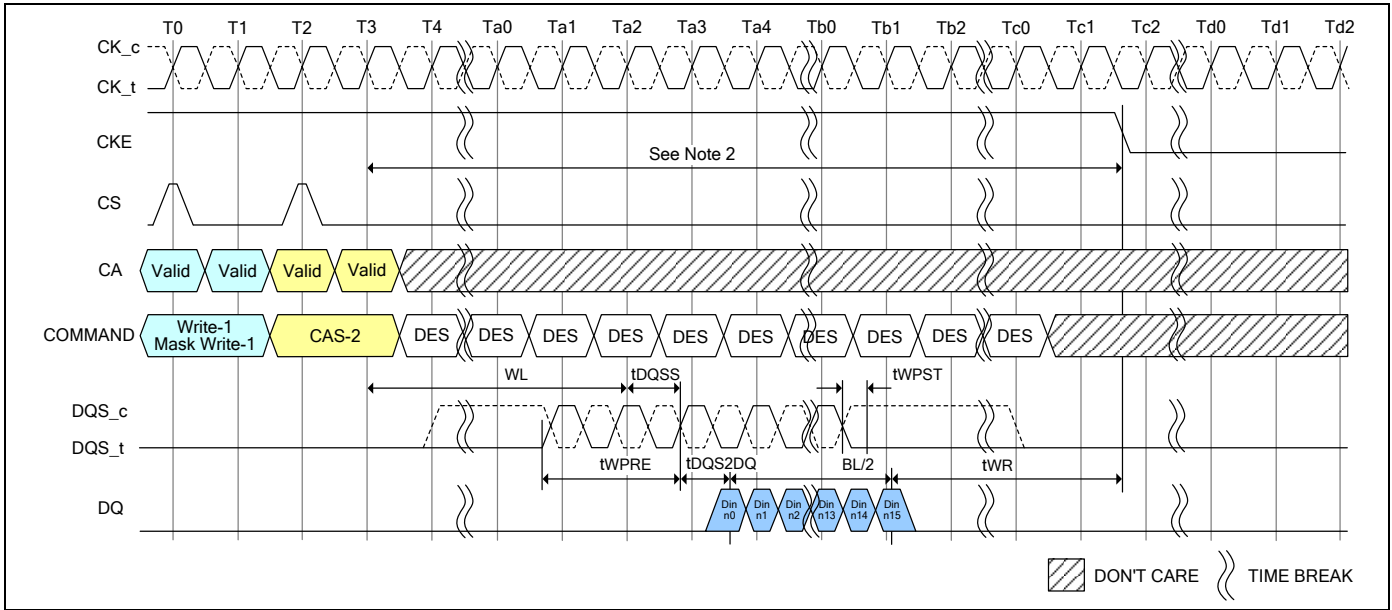 T0 T1 T2 T3 T4 Ta0 Ta1 Ta2 Ta3 Ta4 Tb0 Tb1 Tb2 Tc0 Tc1 Tc2 Td0 Td1 Td2
CK_c
CK_t
CKE
See Note 2
CS
CA Valid Valid Valid Valid
COMMAND Write-1 Mask Write-1 CAS-2 DES DES DES DES DES DES DES DES DES DES
WL tDQSS tWPST
DQS_c
DQS_t
tWPRE tDQS2DQ BL/2 tWR
DQ Din n0 Din n1 Din n2 Din n13 Din n14 Din n15
DON'T CARE TIME BREAK